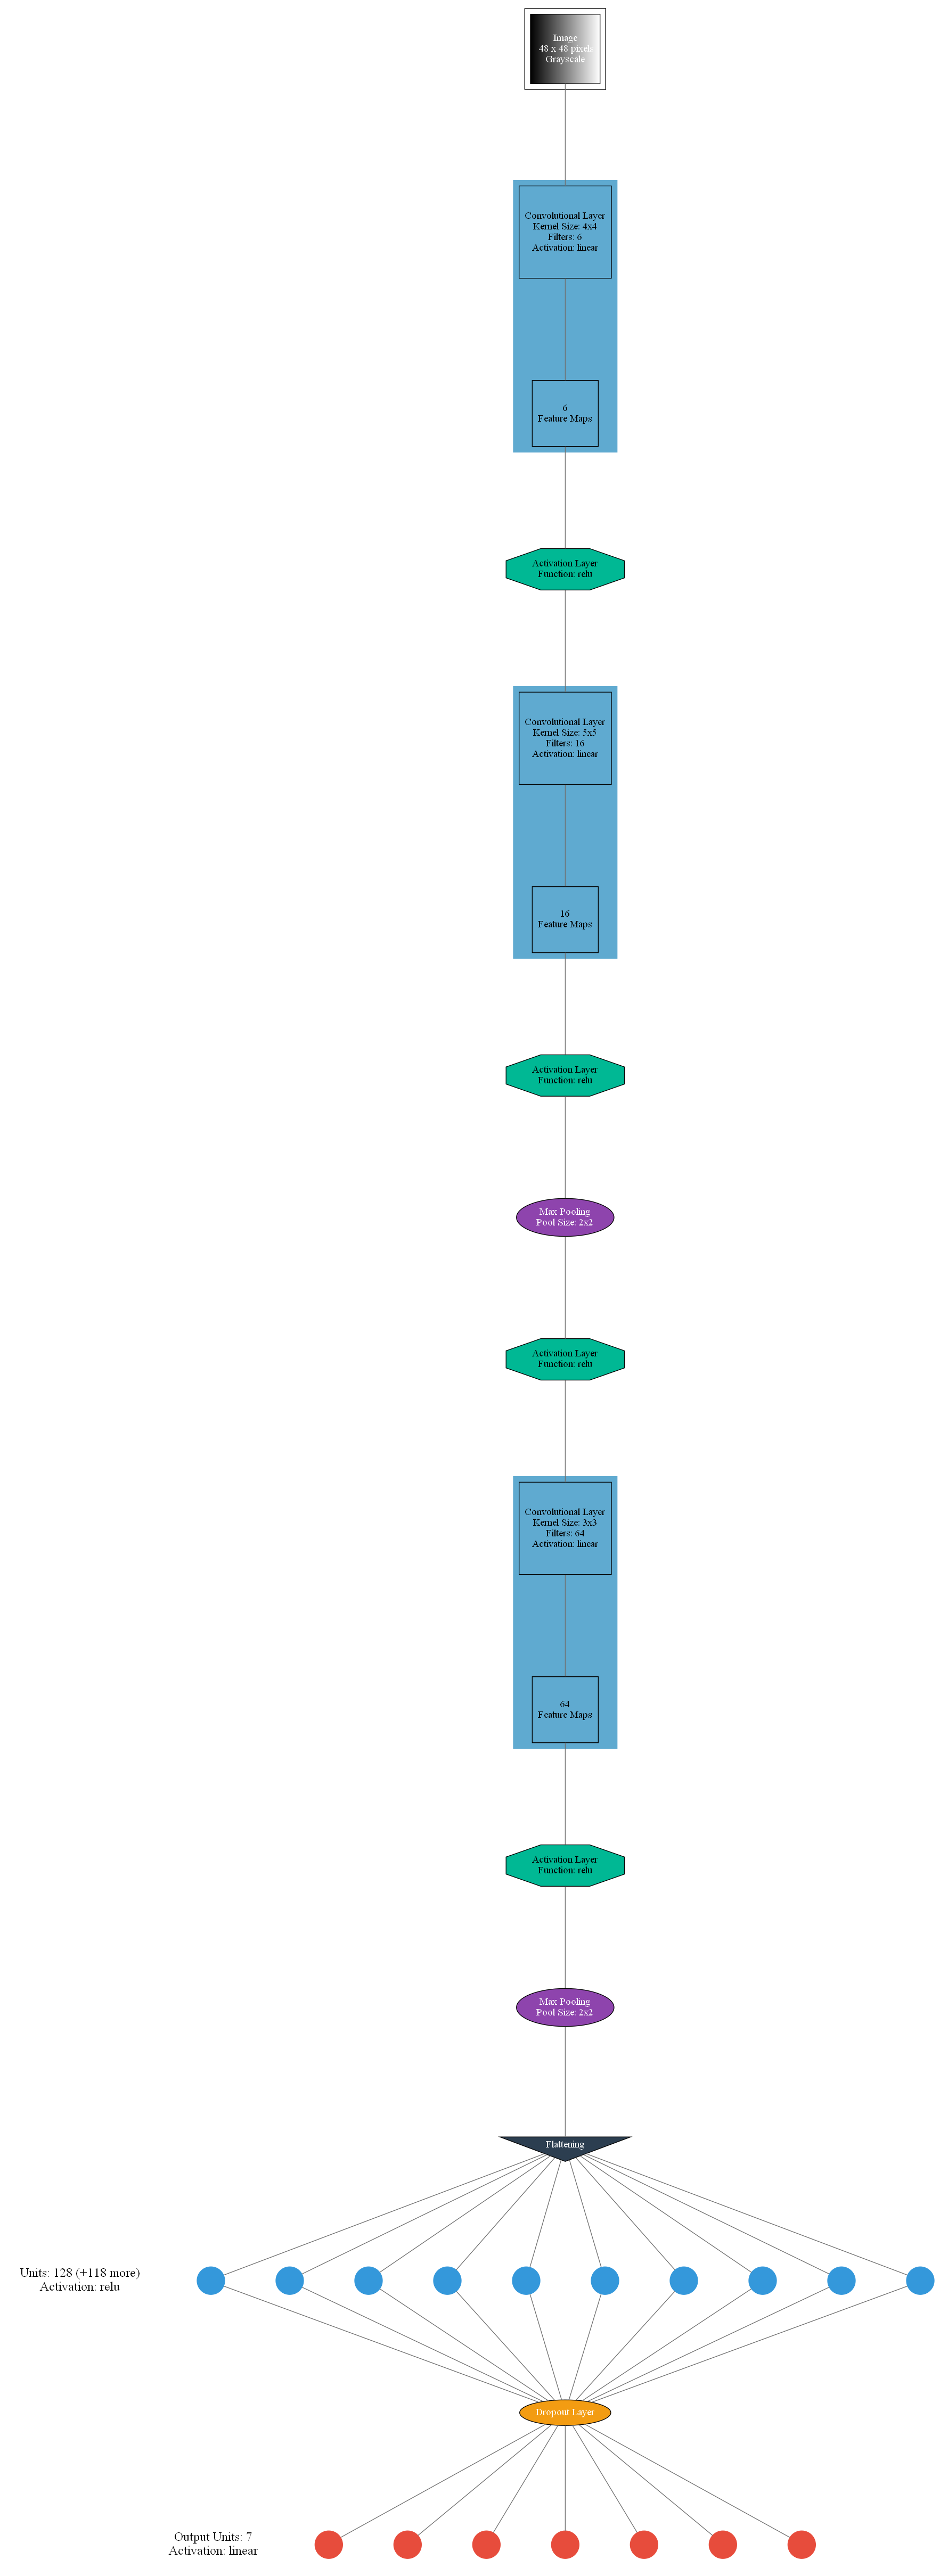 Image
48 x 48 pixels
Grayscale
Convolutional Layer
Kernel Size: 4x4
Filters: 6
Activation: linear
6
Feature Maps
Activation Layer
Function: relu
Convolutional Layer
Kernel Size: 5x5
Filters: 16
Activation: linear
16
Feature Maps
Activation Layer
Function: relu
Max Pooling
Pool Size: 2x2
Activation Layer
Function: relu
Convolutional Layer
Kernel Size: 3x3
Filters: 64
Activation: linear
64
Feature Maps
Activation Layer
Function: relu
Max Pooling
Pool Size: 2x2
Flattening
Units: 128 (+118 more)
Activation: relu
Dropout Layer
Output Units: 7
Activation: linear